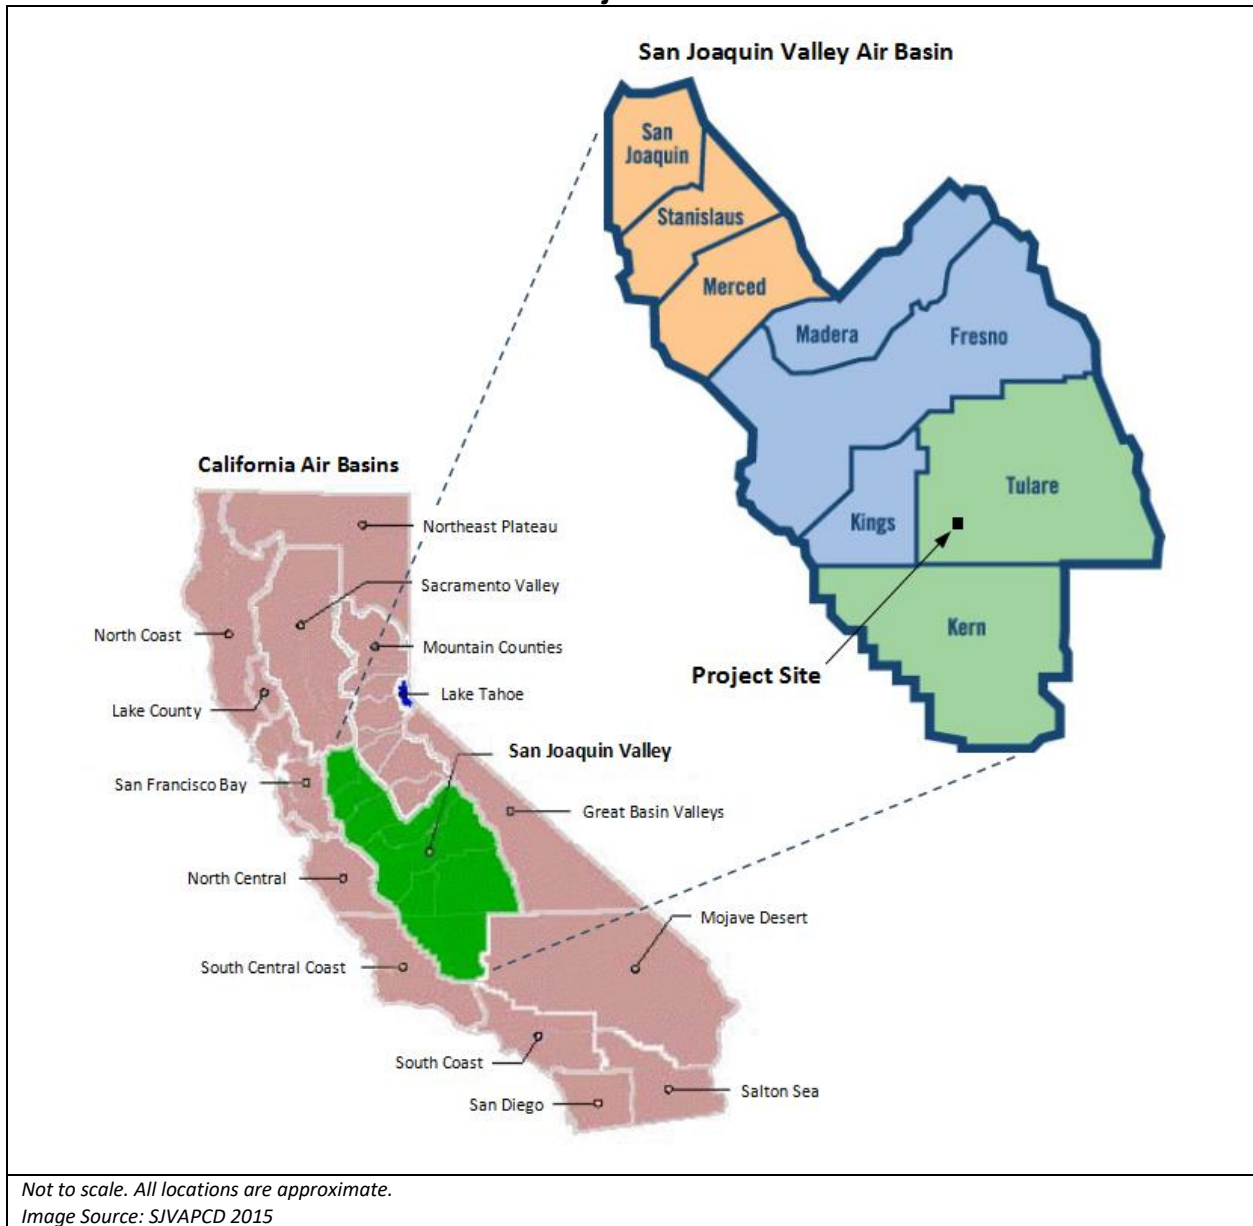 San Joaquin Valley Air Basin
San
Joaquin
Stanislaus
Merced
Madera
Fresno
Tulare
Kings
Kern
Project Site
California Air Basins
Northeast Plateau
Sacramento Valley
North Coast
Mountain Counties
Lake Tahoe
Lake County
San Joaquin Valley
San Francisco Bay
Great Basin Valleys
North Central
Mojave Desert
South Central Coast
South Coast
Salton Sea
San Diego
Not to scale. All locations are approximate.
Image Source: SJVAPCD 2015